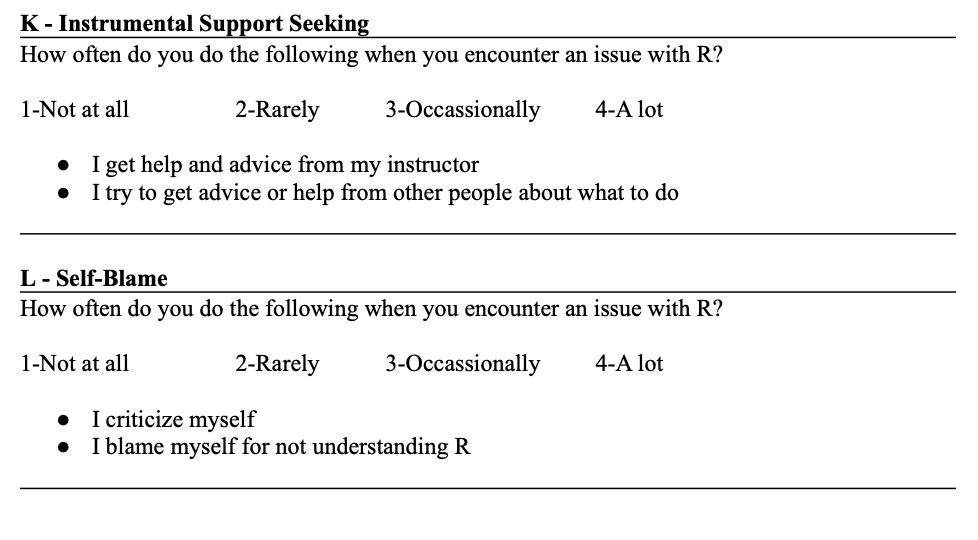 K - Instrumental Support Seeking
How often do you do the following when you encounter an issue with R?
1-Not at all 2-Rarely 3-Occassionally 4-A lot
● I get help and advice from my instructor
● I try to get advice or help from other people about what to do
L - Self-Blame
How often do you do the following when you encounter an issue with R?
1-Not at all 2-Rarely 3-Occassionally 4-A lot
● I criticize myself
● I blame myself for not understanding R